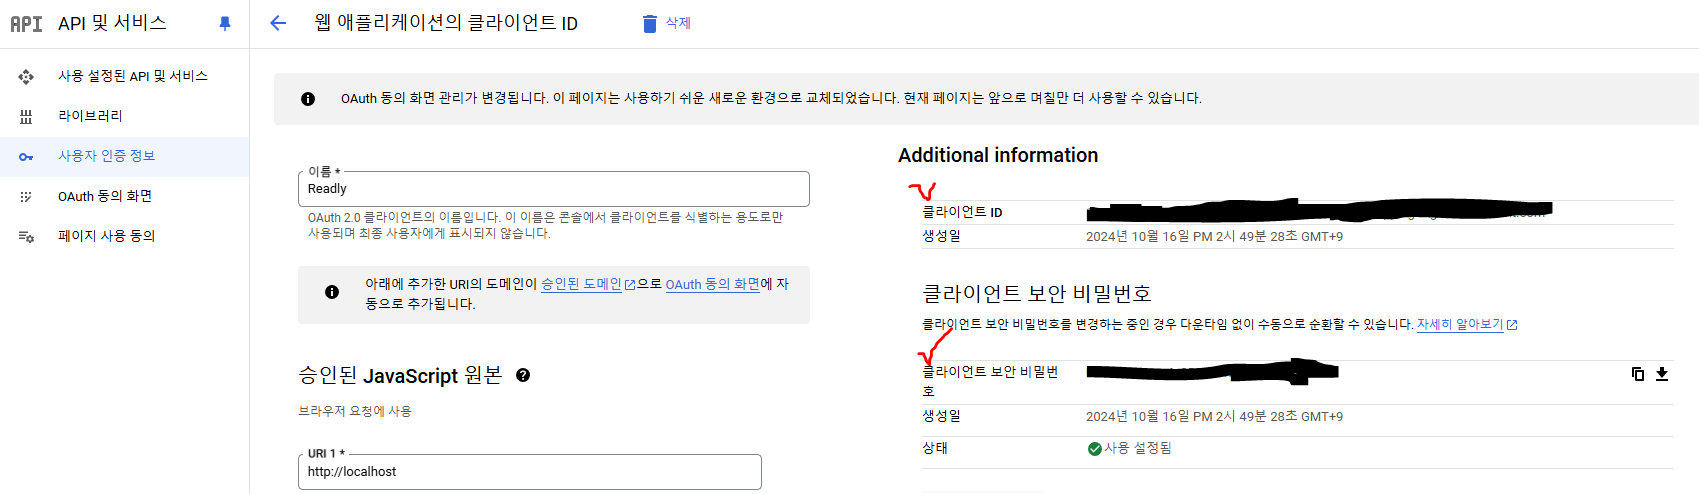 API API 및 서비스
웹 애플리케이션의 클라이언트 ID
삭제
사용 설정된 API 및 서비스
라이브러리
사용자 인증 정보
OAuth 동의 화면
페이지 사용 동의
OAuth 동의 화면 관리가 변경됩니다. 이 페이지는 사용하기 쉬운 새로운 환경으로 교체되었습니다. 현재 페이지는 앞으로 며칠만 더 사용할 수 있습니다.
이름 *
Readly
OAuth 2.0 클라이언트의 이름입니다. 이 이름은 콘솔에서 클라이언트를 식별하는 용도로만
사용되며 최종 사용자에게 표시되지 않습니다.
아래에 추가한 URI의 도메인이 승인된 도메인으로 OAuth 동의 화면에 자
동으로 추가됩니다.
승인된 JavaScript 원본
브라우저 요청에 사용
URI 1 *
http://localhost
Additional information
클라이언트 ID
생성일 2024년 10월 16일 PM 2시 49분 28초 GMT+9
클라이언트 보안 비밀번호
클라이언트 보안 비밀번호를 변경하는 중인 경우 다운타임 없이 수동으로 순환할 수 있습니다. 자세히 알아보기
클라이언트 보안 비밀번
호
생성일 2024년 10월 16일 PM 2시 49분 28초 GMT+9
상태 사용 설정됨